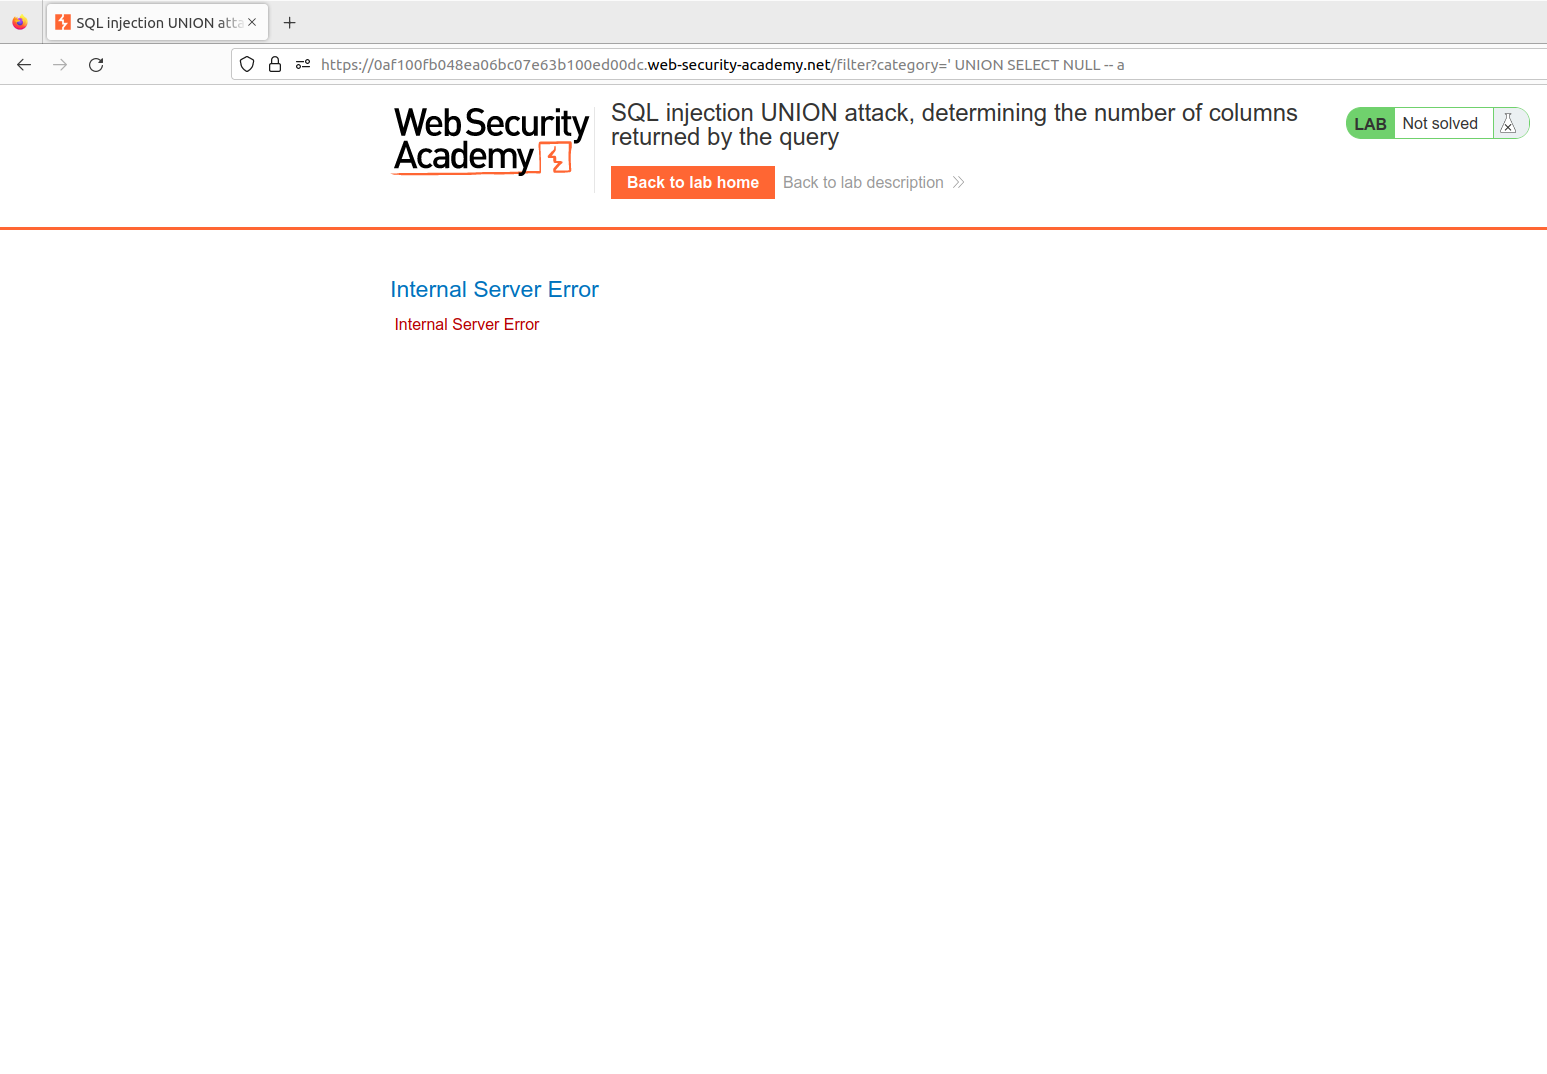 SQL injection UNION atta
https://0af100fb048ea06bc07e63b100ed00dc.web-security-academy.net/filter?category=' UNION SELECT NULL -- a
WebSecurity
Academy
SQL injection UNION attack, determining the number of columns
returned by the query
LAB Not solved
Back to lab home Back to lab description
Internal Server Error
Internal Server Error